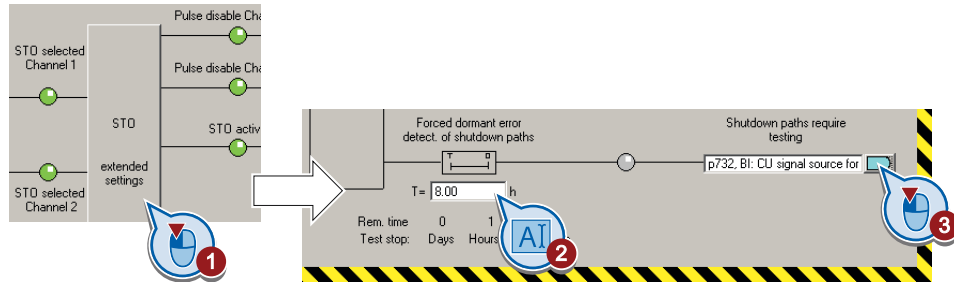 Pulse disable Cha
STO selected
Channel 1
Pulse disable Cha
STO
STO activ
extended
settings
STO selected
Channel 2
1
Forced dormant error
detect. of shutdown paths
T
0
T= 8.00 h
Rem. time 0 1
Test stop: Days Hours
AI
2
Shutdown paths require
testing
p732, BI: CU signal source for
3